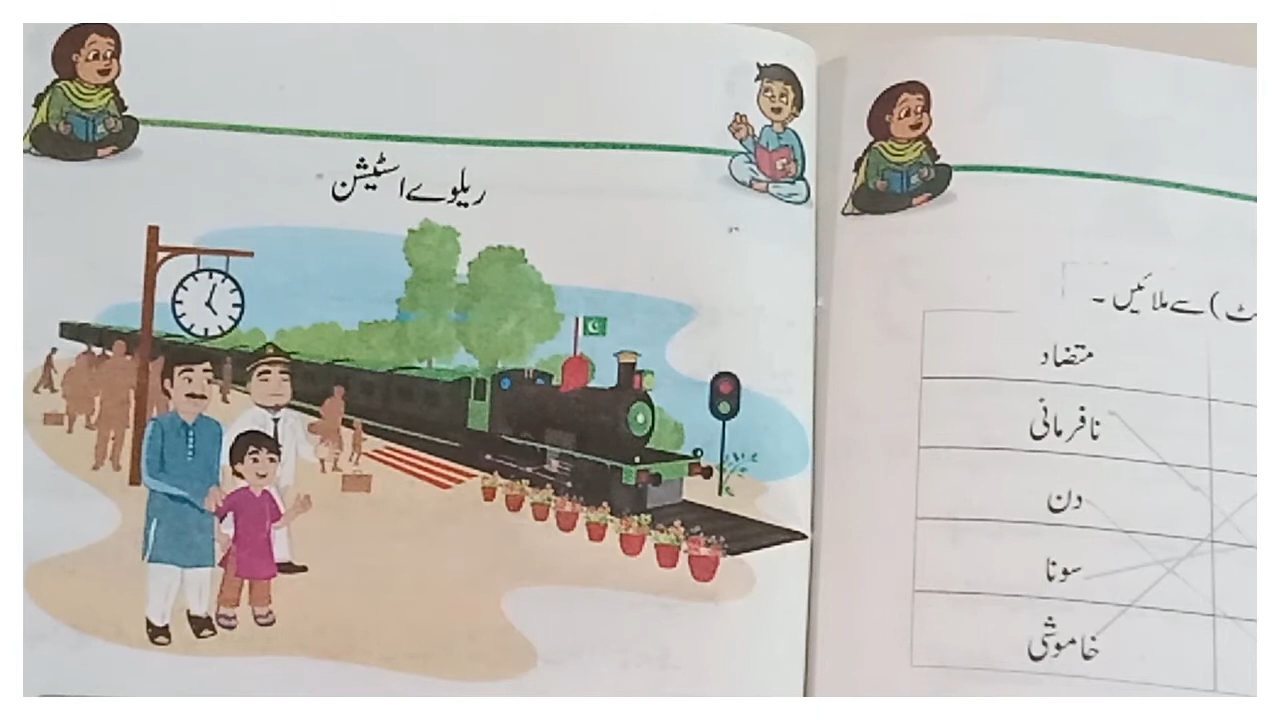 ریلوے اسٹیشن
سے ملائیں۔
متضاد
نافرمانی
دن
سونا
خاموشی